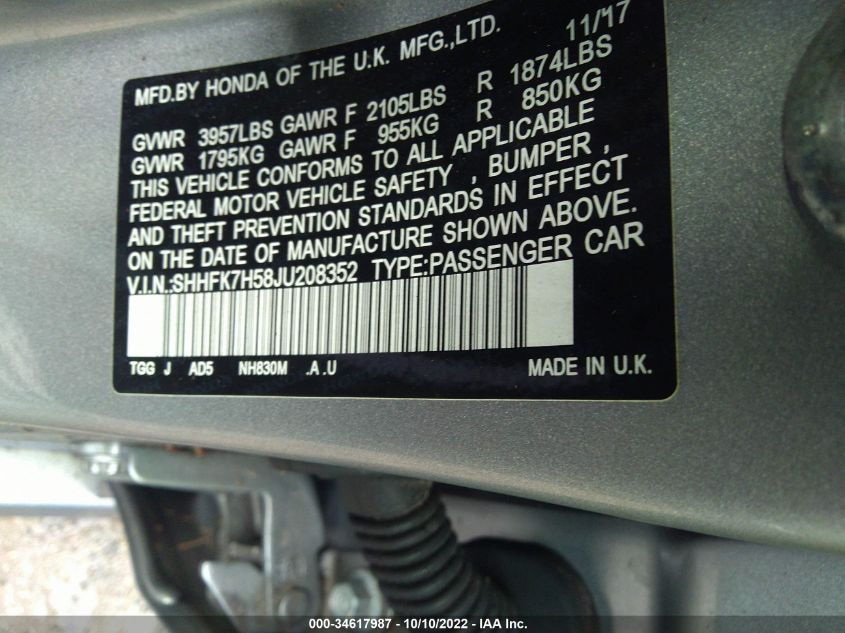 MFD.BY HONDA OF THE U.K. MFG.,LTD. 11/17
GVWR 3957LBS GAWR F 2105LBS R 1874LBS
GVWR 1795KG GAWR F 955KG R 850KG
THIS VEHICLE CONFORMS TO ALL APPLICABLE
FEDERAL MOTOR VEHICLE SAFETY , BUMPER ,
AND THEFT PREVENTION STANDARDS IN EFFECT
ON THE DATE OF MANUFACTURE SHOWN ABOVE.
V.I.N.:SHHFK7H58JU208352 TYPE:PASSENGER CAR
TGG J AD5 NH830M .A .U MADE IN U.K.
000-34617987 - 10/10/2022 - IAA Inc.